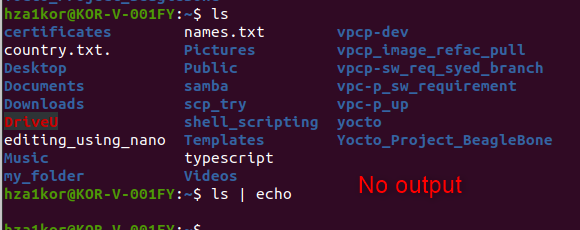 hza1kor@KOR-V-001FY:~$ ls
certificates names.txt vpcp-dev
country.txt. Pictures vpcp_image_refac_pull
Desktop Public vpcp-sw_req_syed_branch
Documents samba vpc-p_sw_requirement
Downloads scp_try vpc-p_up
DriveU shell_scripting yocto
editing_using_nano Templates Yocto_Project_BeagleBone
Music typescript
my_folder Videos
hza1kor@KOR-V-001FY:~$ ls | echo
No output